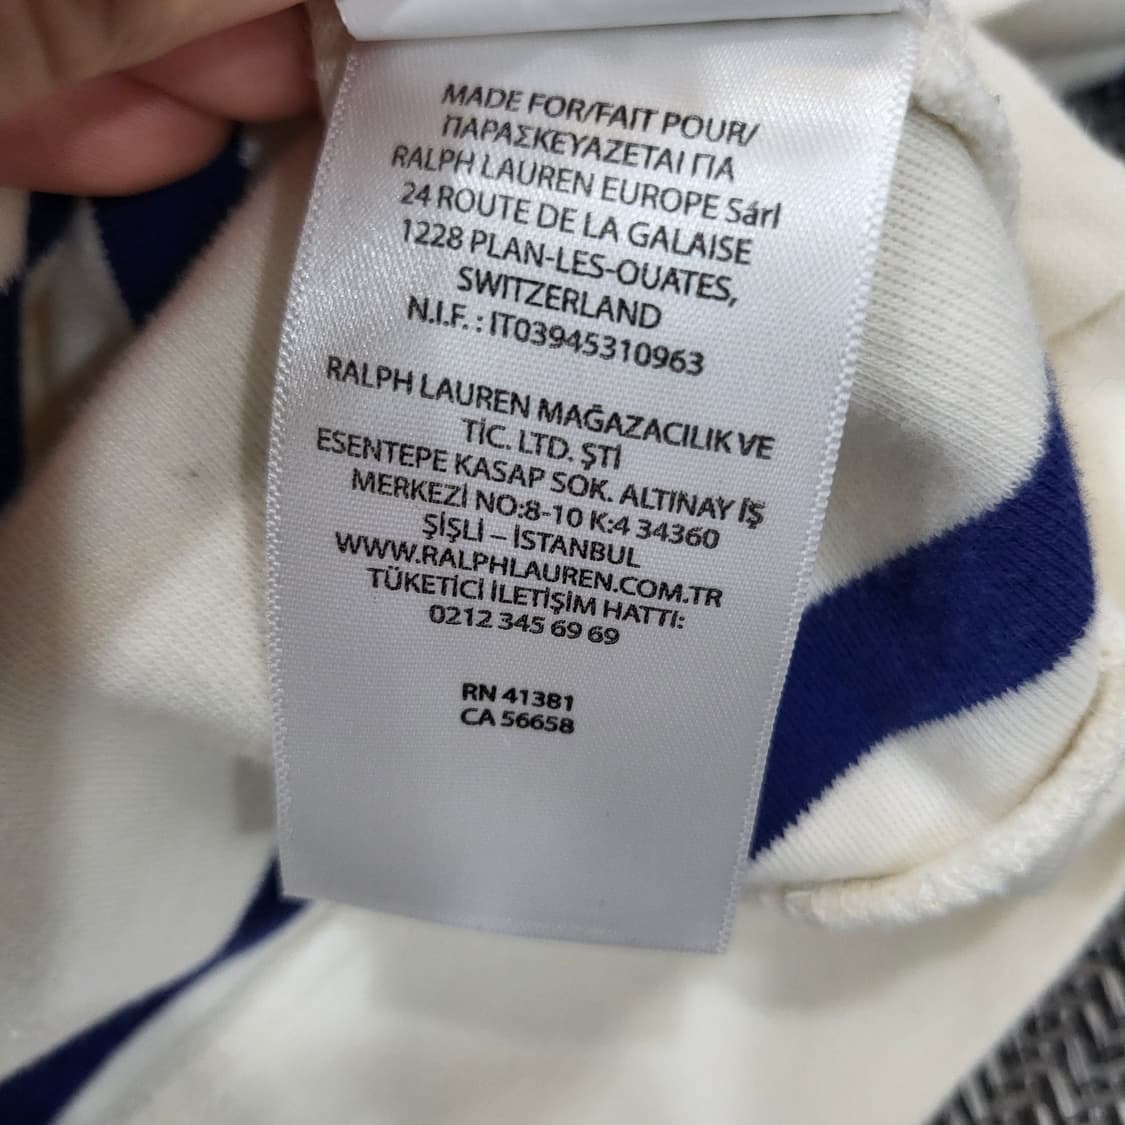 MADE FOR/FAIT POUR/
ΠΑΡΑΣΚΕΥΑΖΕΤΑΙ ΠΑ
RALPH LAUREN EUROPE Sárl
24 ROUTE DE LA GALAISE
1228 PLAN-LES-OUATES,
SWITZERLAND
N.I.F. : IT03945310963
RALPH LAUREN MAĞAZACILIK VE
TİC. LTD. ŞTİ
ESENTEPE KASAP SOK. ALTINAY İŞ
MERKEZİ NO:8-10 K:4 34360
ŞİŞLİ – İSTANBUL
WWW.RALPHLAUREN.COM.TR
TÜKETİCİ İLETİŞİM HATTI:
0212 345 69 69
RN 41381
CA 56658